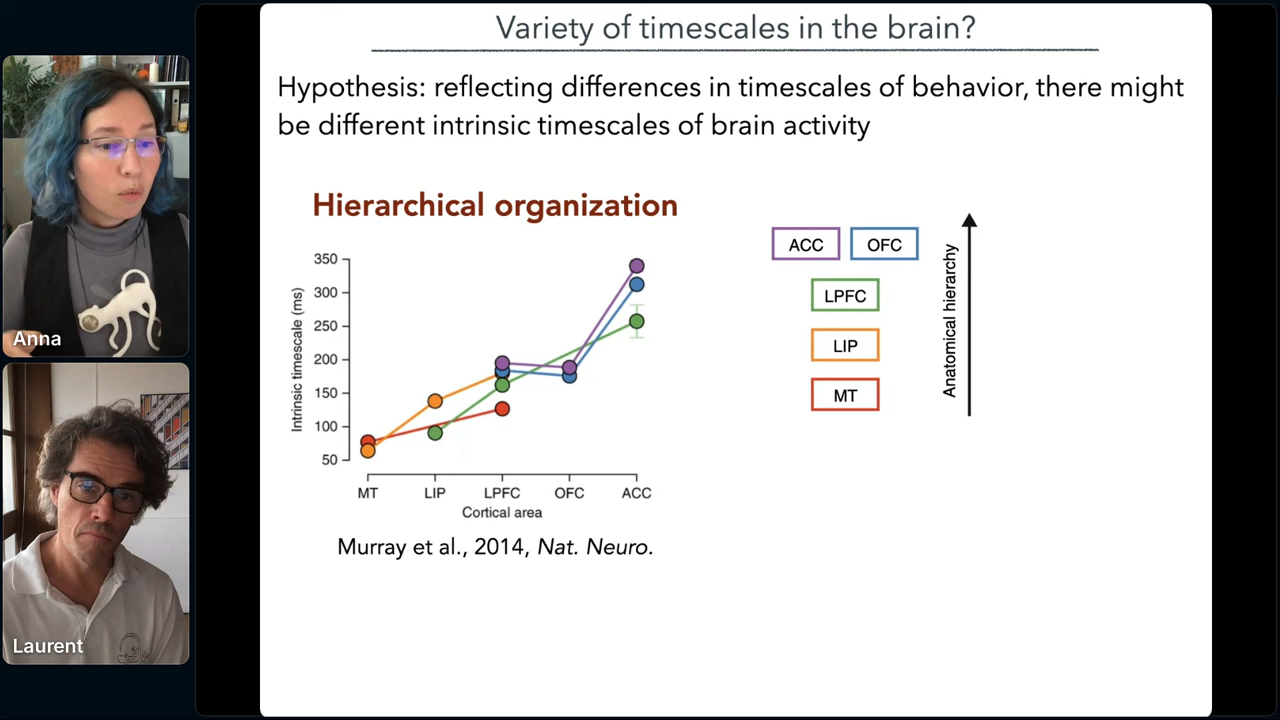 Variety of timescales in the brain?
Hypothesis: reflecting differences in timescales of behavior, there might
be different intrinsic timescales of brain activity
Hierarchical organization
350
300
250
200
150
100
50
Intrinsic timescale (ms)
MT LIP LPFC OFC ACC
Cortical area
Murray et al., 2014, Nat. Neuro.
ACC OFC
LPFC
LIP
MT
Anatomical hierarchy
Anna
Laurent